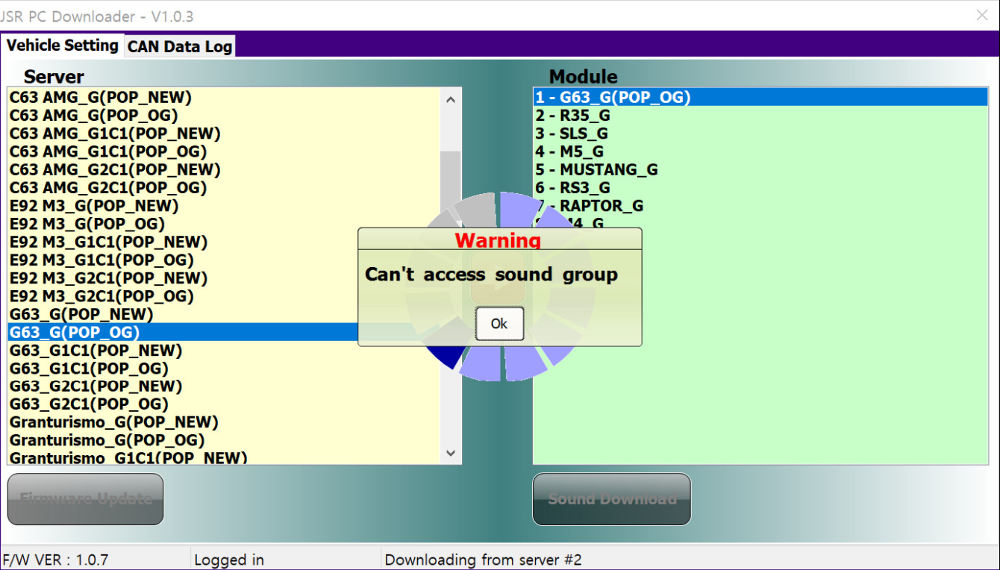 JSR PC Downloader - V1.0.3
Vehicle Setting
CAN Data Log
Server
C63 AMG_G(POP_NEW)
C63 AMG_G(POP_OG)
C63 AMG_G1C1(POP_NEW)
C63 AMG_G1C1(POP_OG)
C63 AMG_G2C1(POP_NEW)
C63 AMG_G2C1(POP_OG)
E92 M3_G(POP_NEW)
E92 M3_G(POP_OG)
E92 M3_G1C1(POP_NEW)
E92 M3_G1C1(POP_OG)
E92 M3_G2C1(POP_NEW)
E92 M3_G2C1(POP_OG)
G63_G(POP_NEW)
G63_G(POP_OG)
G63_G1C1(POP_NEW)
G63_G1C1(POP_OG)
G63_G2C1(POP_NEW)
G63_G2C1(POP_OG)
Granturismo_G(POP_NEW)
Granturismo_G(POP_OG)
Granturismo_G1C1(POP_NEW)
Module
1 - G63_G(POP_OG)
2 - R35_G
3 - SLS_G
4 - M5_G
5 - MUSTANG_G
6 - RS3_G
7 - RAPTOR_G
M4_G
Warning
Can't access sound group
Ok
Firmware Update
Sound Download
F/W VER : 1.0.7
Logged in
Downloading from server #2